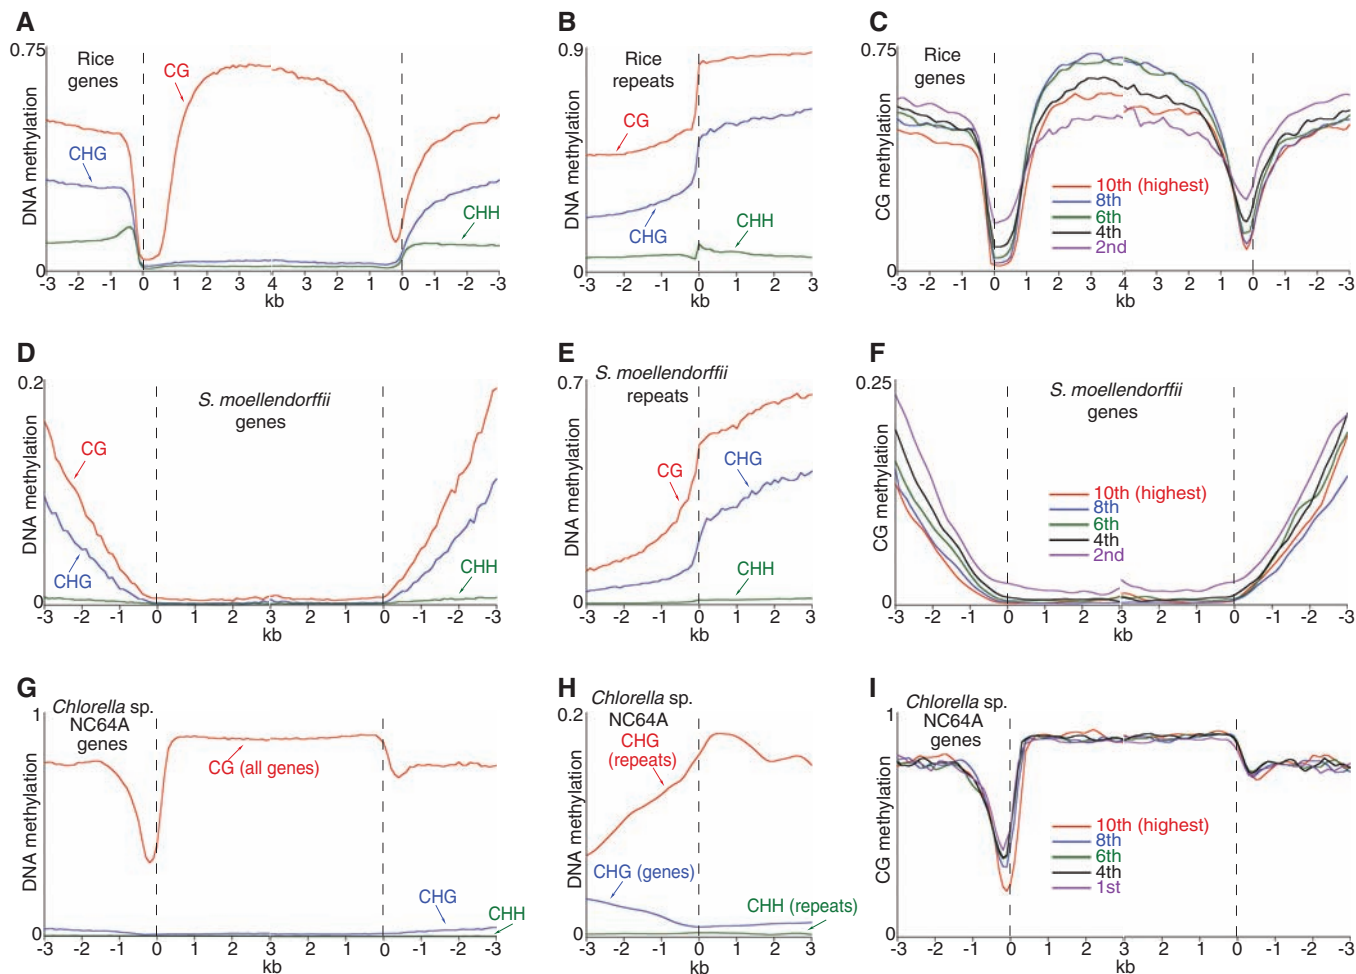 A
0.75
Rice
genes
CG
CHG
CHH
DNA methylation
0
-3 -2 -1 0 1 2 3 4 3 2 1 0 -1 -2 -3
kb
B
0.9
Rice
repeats
CG
CHG
CHH
DNA methylation
0
-3 -2 -1 0 1 2 3
kb
C
0.75
Rice
genes
CG methylation
10th (highest)
8th
6th
4th
2nd
0
-3 -2 -1 0 1 2 3 4 3 2 1 0 -1 -2 -3
kb
D
0.2
S. moellendorffii
genes
CG
CHG
CHH
DNA methylation
0
-3 -2 -1 0 1 2 3 3 2 1 0 -1 -2 -3
kb
E
0.7
S. moellendorffii
repeats
CG
CHG
CHH
DNA methylation
0
-3 -2 -1 0 1 2 3
kb
F
0.25
S. moellendorffii
genes
CG methylation
10th (highest)
8th
6th
4th
2nd
0
-3 -2 -1 0 1 2 3 3 2 1 0 -1 -2 -3
kb
G
Chlorella sp.
NC64A
genes
1
CG (all genes)
CHG
CHH
DNA methylation
0
-3 -2 -1 0 1 2 3 3 2 1 0 -1 -2 -3
kb
H
Chlorella sp.
NC64A
0.2
CHG
(repeats)
CHG (genes)
CHH (repeats)
DNA methylation
0
-3 -2 -1 0 1 2 3
kb
I
Chlorella sp.
NC64A
genes
1
CG methylation
10th (highest)
8th
6th
4th
1st
0
-3 -2 -1 0 1 2 3 3 2 1 0 -1 -2 -3
kb